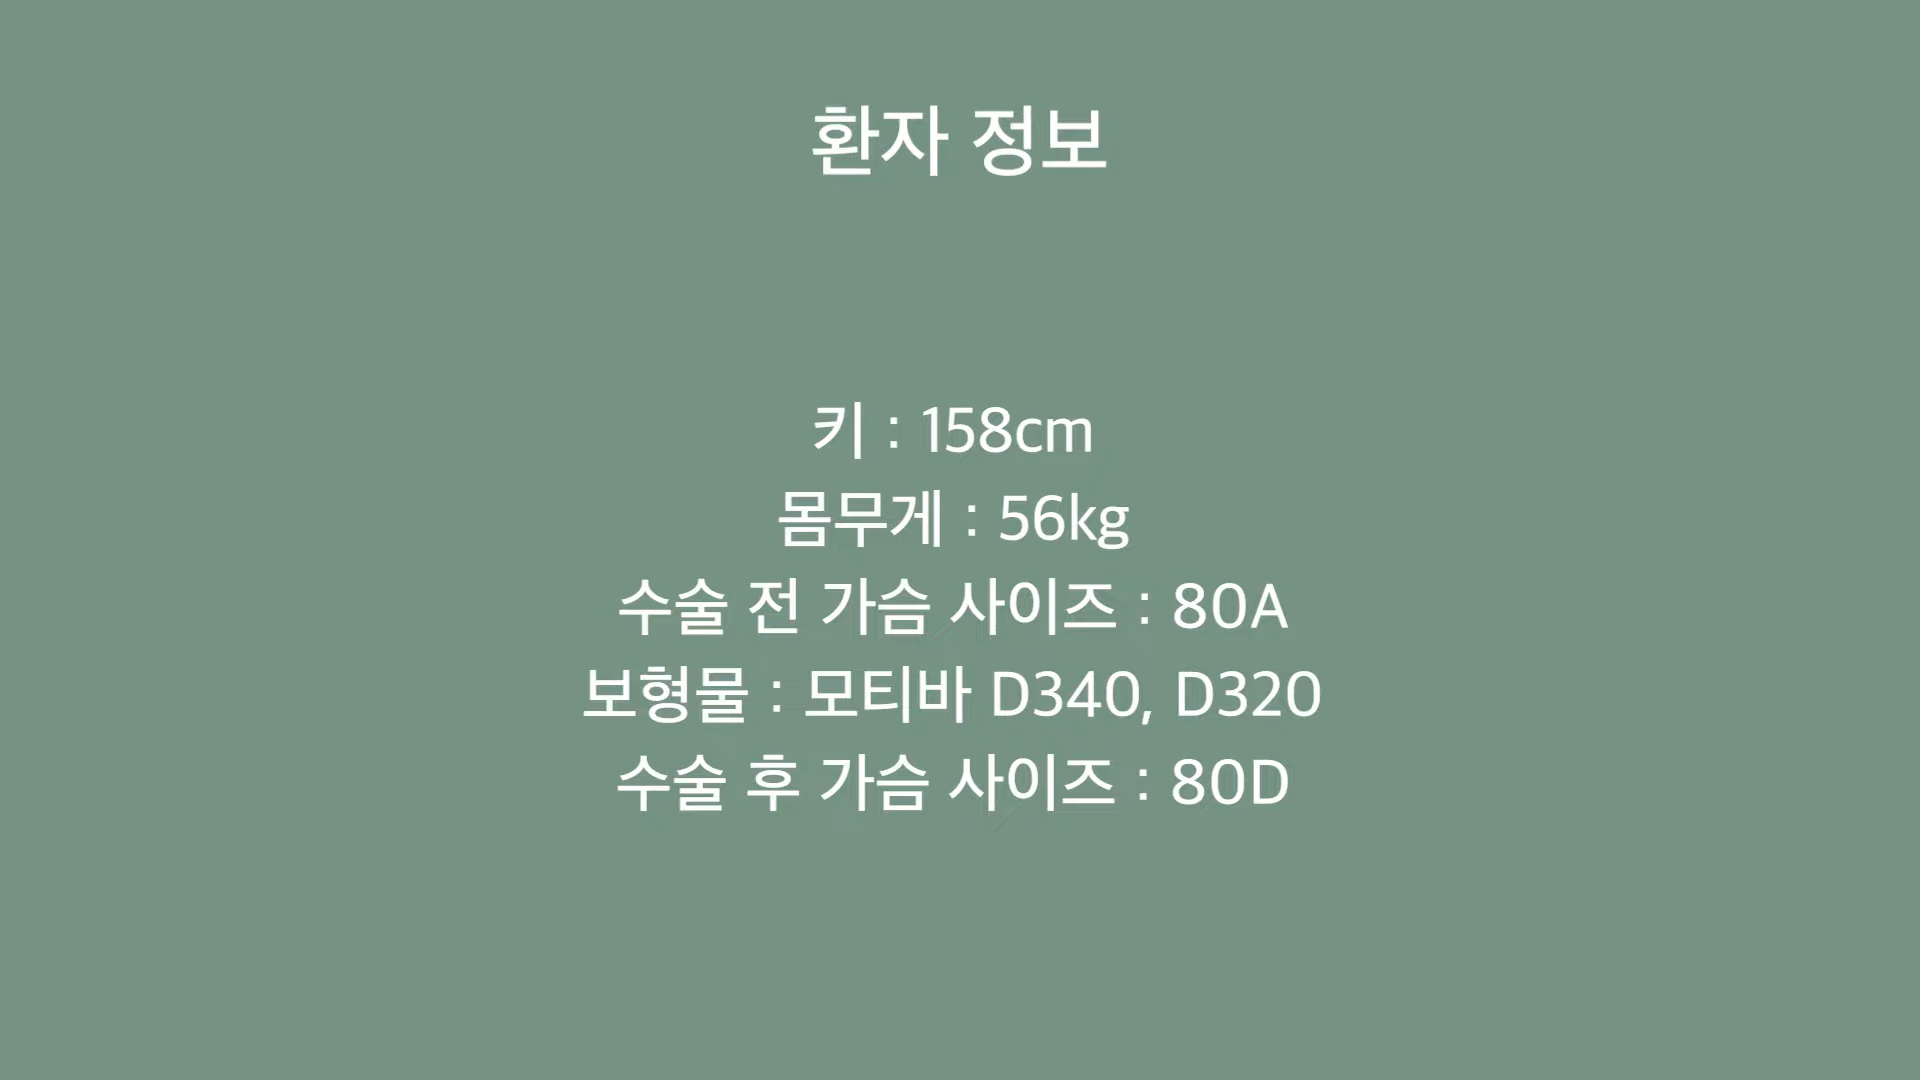 환자 정보
키 : 158cm
몸무게 : 56kg
수술 전 가슴 사이즈 : 80A
보형물 : 모티바 D340, D320
수술 후 가슴 사이즈 : 80D